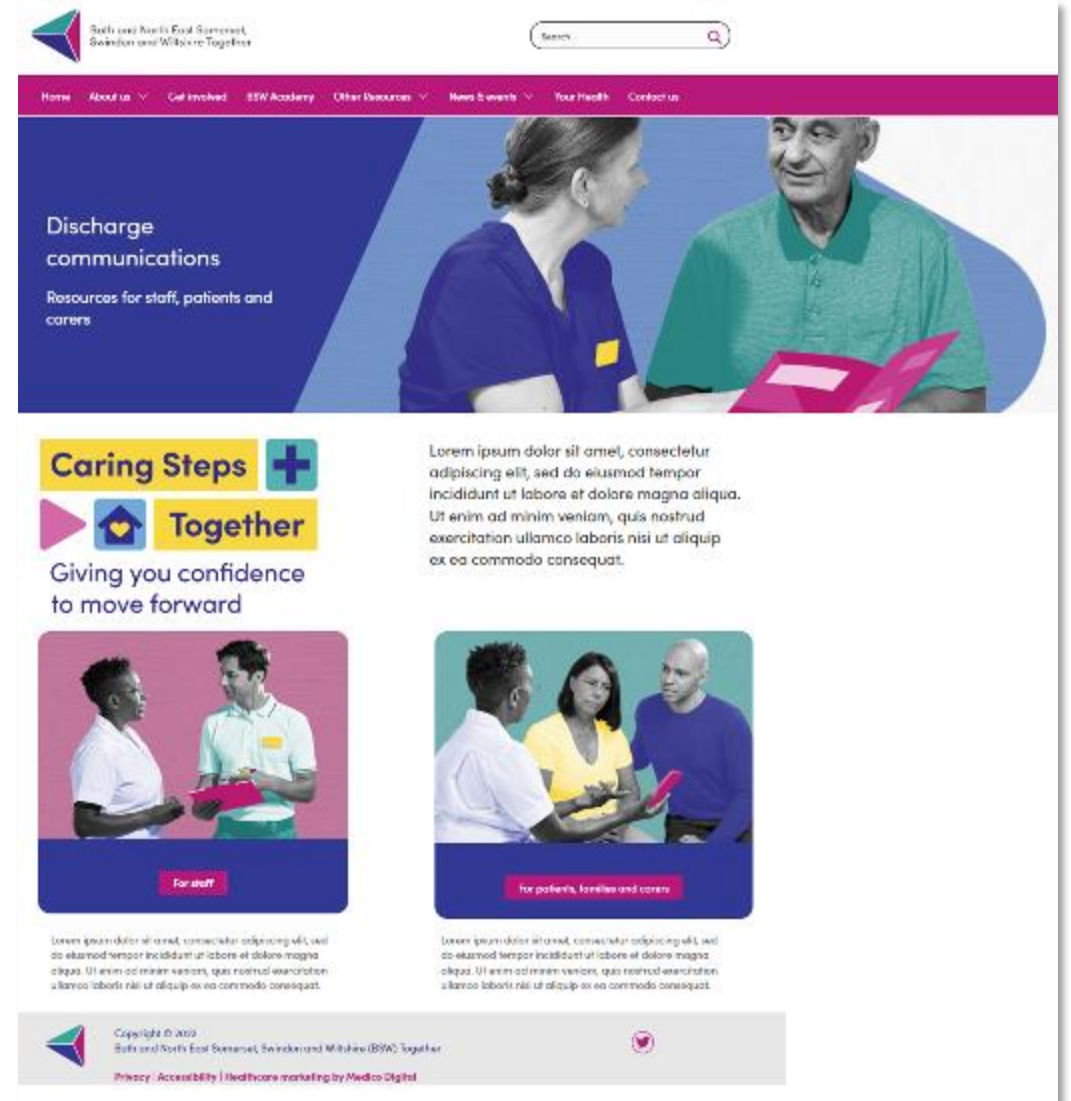 Bath and North East Somerset,
Swindon and Wiltshire Together
Search
Home About us Get involved BSW Academy Other Resources News & events Your Health Contact us
Discharge
communications
Resources for staff, patients and
carers
Caring Steps
Together
Giving you confidence
to move forward
Lorem ipsum dolor sit amet, consectetur
adipiscing elit, sed do eiusmod tempor
incididunt ut labore et dolore magna aliqua.
Ut enim ad minim veniam, quis nostrud
exercitation ullamco laboris nisi ut aliquip
ex ea commodo consequat.
For staff
For patients, families and carers
Lorem ipsum dolor sit amet, consectetur adipiscing elit, sed
do eiusmod tempor incididunt ut labore et dolore magna
aliqua. Ut enim ad minim veniam, quis nostrud exercitation
ullamco laboris nisi ut aliquip ex ea commodo consequat.
Lorem ipsum dolor sit amet, consectetur adipiscing elit, sed
do eiusmod tempor incididunt ut labore et dolore magna
aliqua. Ut enim ad minim veniam, quis nostrud exercitation
ullamco laboris nisi ut aliquip ex ea commodo consequat.
Copyright ©
Bath and North East Somerset, Swindon and Wiltshire (BSW) Together
Privacy | Accessibility | Healthcare marketing by Medico Digital